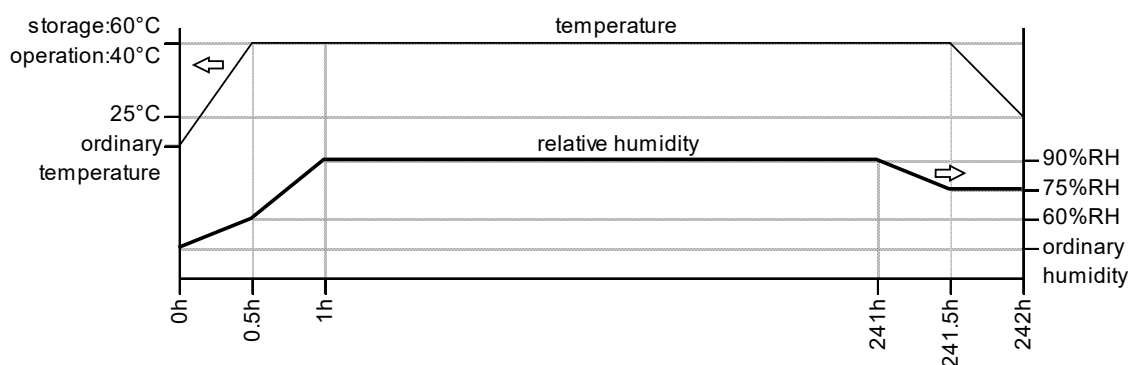 storage:60°C
operation:40°C
temperature
25°C
ordinary
temperature
relative humidity
90%RH
75%RH
60%RH
ordinary
humidity
0h
0.5h
1h
241h
241.5h
242h